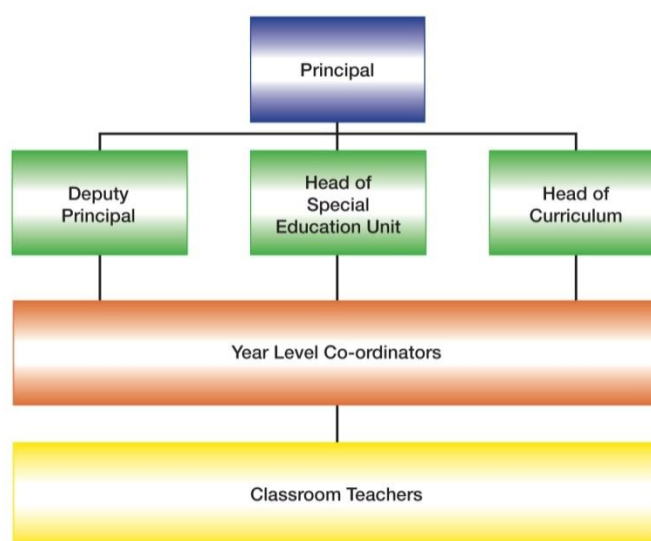 Principal
Deputy
Principal
Head of
Special
Education Unit
Head of
Curriculum
Year Level Co-ordinators
Classroom Teachers